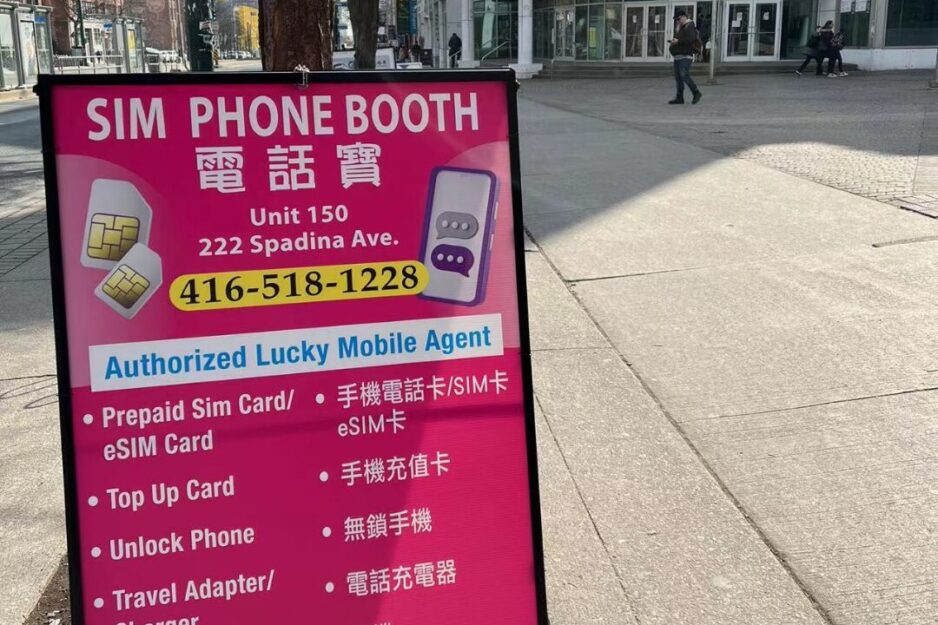 SIM PHONE BOOTH
電話寶
Unit 150
222 Spadina Ave.
416-518-1228
Authorized Lucky Mobile Agent
• Prepaid Sim Card/
eSIM Card
• Top Up Card
• Unlock Phone
• Travel Adapter/
Charger
• 手機電話卡/SIM卡
eSIM卡
• 手機充值卡
• 無鎖手機
• 電話充電器